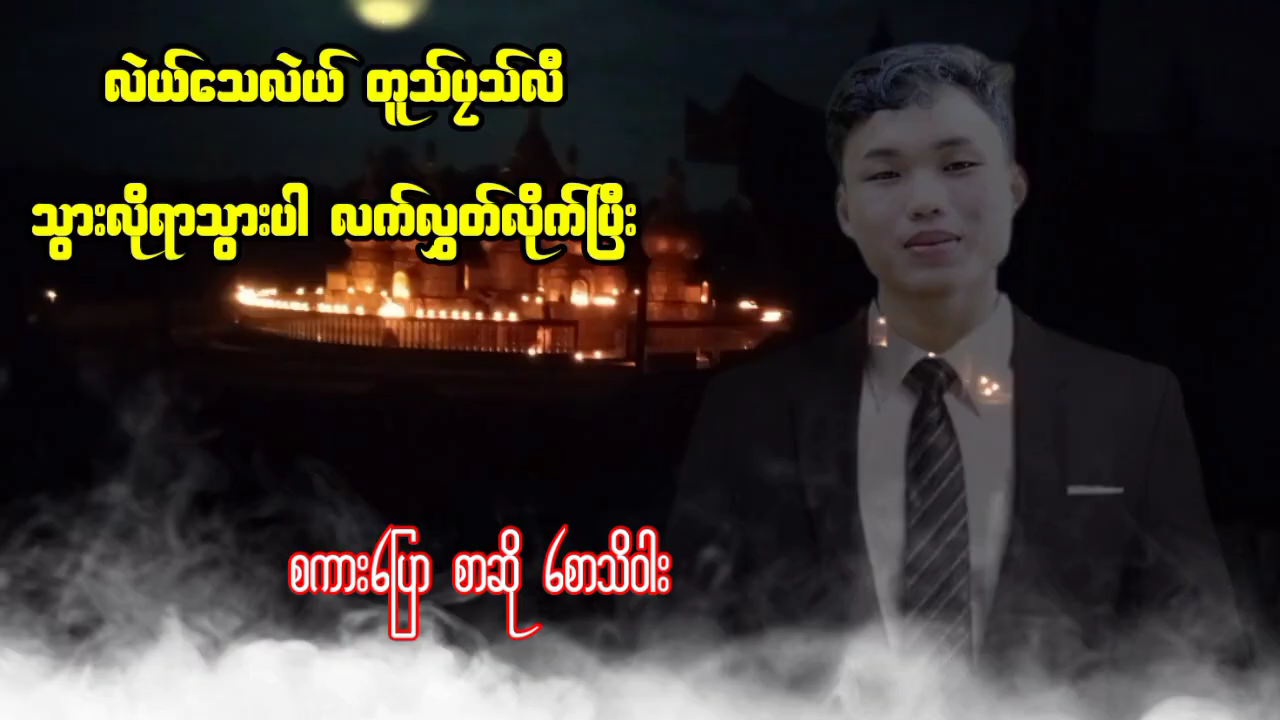 လဲယ်သေလဲယ် တူသ်ပှသ်လီ
သွားလိုရာသွားပါ လက်လွှတ်လိုက်ပြီး
စကားပြော စာဆို စောသိဝါး